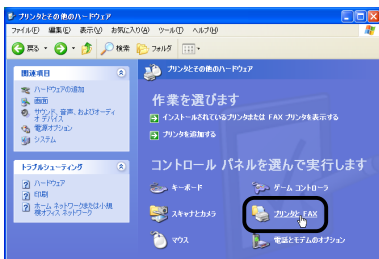 プリンタとその他のハードウェア
ファイル(F) 編集(E) 表示(V) お気に入り(A) ツール(T) ヘルプ(H)
戻る 検索 フォルダ
関連項目
ハードウェアの追加
画面
サウンド、音声、およびオーディオ デバイス
電源オプション
システム
トラブルシューティング
ハードウェア
印刷
ホーム ネットワークまたは小規模オフィス ネットワーク
プリンタとその他のハードウェア
作業を選びます
インストールされているプリンタまたは FAX プリンタを表示する
プリンタを追加する
コントロール パネルを選んで実行します
キーボード
ゲーム コントローラ
スキャナとカメラ
プリンタと FAX
マウス
電話とモデムのオプション